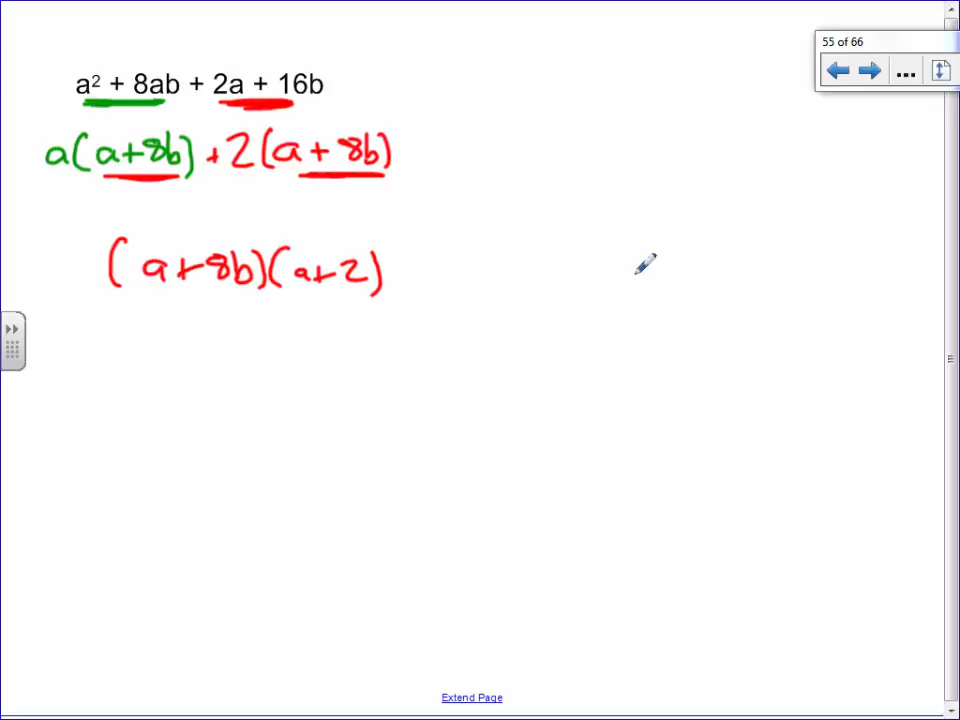 55 of 66
a² + 8ab + 2a + 16b
a(a+8b) + 2(a + 8b)
(a+8b)(a+2)
Extend Page